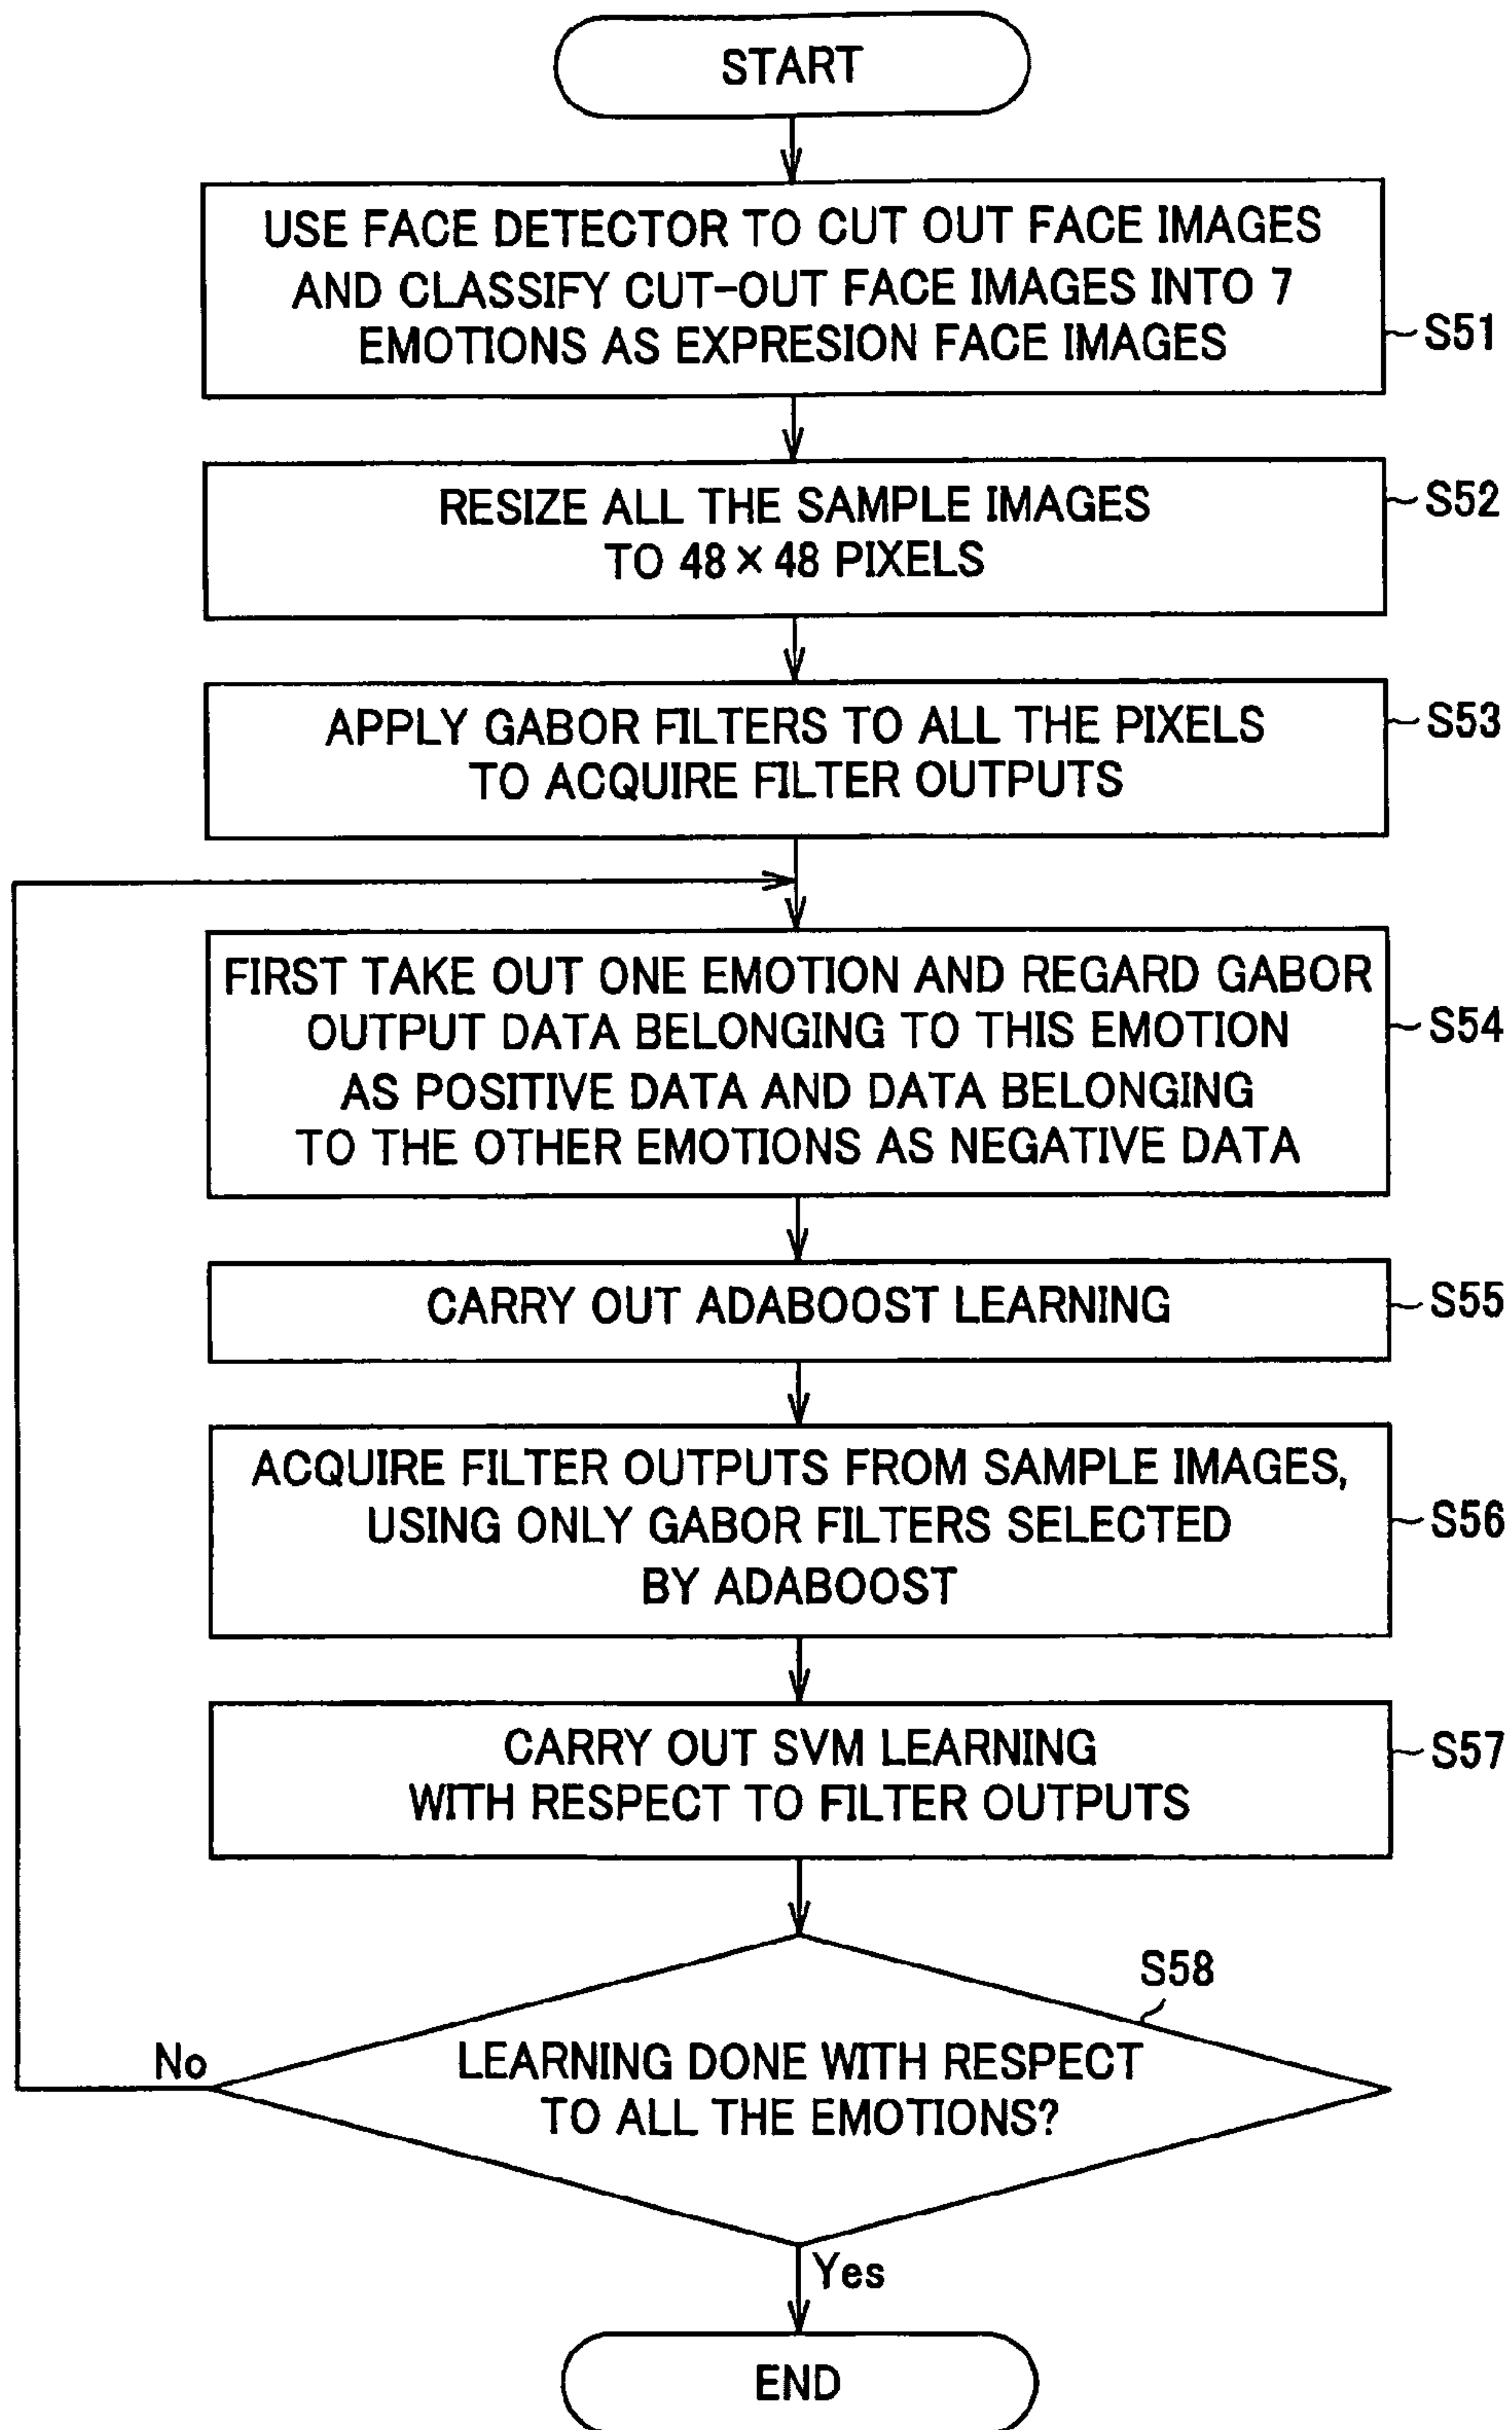 START
USE FACE DETECTOR TO CUT OUT FACE IMAGES
AND CLASSIFY CUT-OUT FACE IMAGES INTO 7
EMOTIONS AS EXPRESION FACE IMAGES
S51
RESIZE ALL THE SAMPLE IMAGES
TO 48×48 PIXELS
S52
APPLY GABOR FILTERS TO ALL THE PIXELS
TO ACQUIRE FILTER OUTPUTS
S53
FIRST TAKE OUT ONE EMOTION AND REGARD GABOR
OUTPUT DATA BELONGING TO THIS EMOTION
AS POSITIVE DATA AND DATA BELONGING
TO THE OTHER EMOTIONS AS NEGATIVE DATA
S54
CARRY OUT ADABOOST LEARNING
S55
ACQUIRE FILTER OUTPUTS FROM SAMPLE IMAGES,
USING ONLY GABOR FILTERS SELECTED
BY ADABOOST
S56
CARRY OUT SVM LEARNING
WITH RESPECT TO FILTER OUTPUTS
S57
S58
LEARNING DONE WITH RESPECT
TO ALL THE EMOTIONS?
No
Yes
END